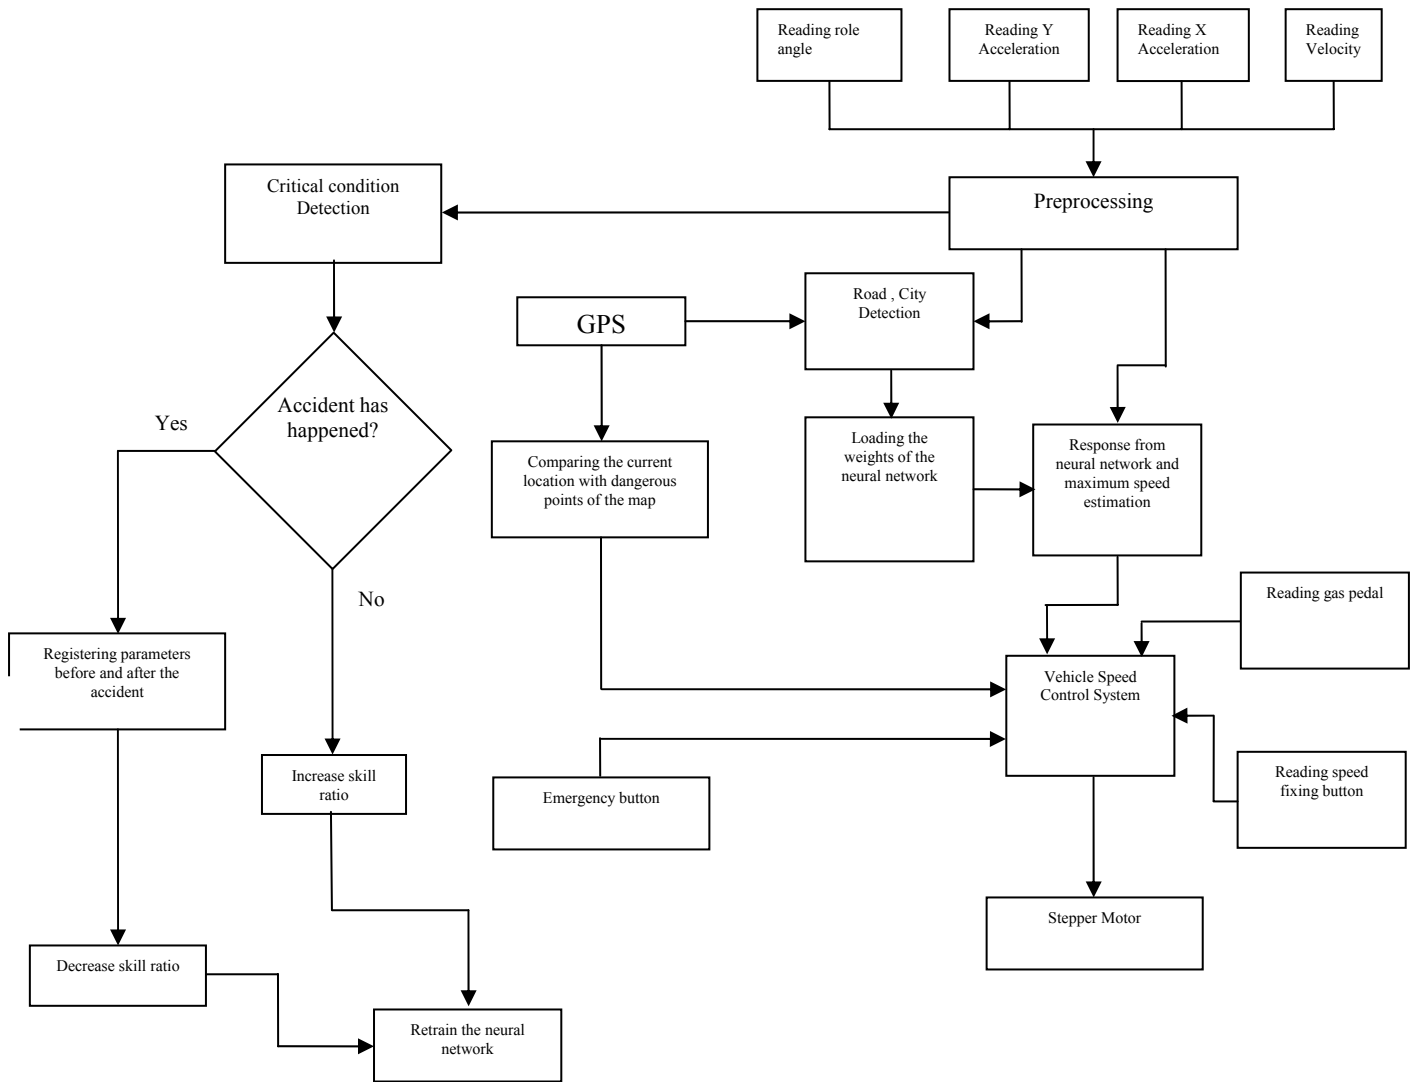 Reading role
angle
Reading Y
Acceleration
Reading X
Acceleration
Reading
Velocity
Critical condition
Detection
Preprocessing
Road , City
Detection
GPS
Accident has
happened?
Yes
No
Comparing the current
location with dangerous
points of the map
Loading the
weights of the
neural network
Response from
neural network and
maximum speed
estimation
Reading gas pedal
Registering parameters
before and after the
accident
Vehicle Speed
Control System
Increase skill
ratio
Emergency button
Reading speed
fixing button
Stepper Motor
Decrease skill ratio
Retrain the neural
network